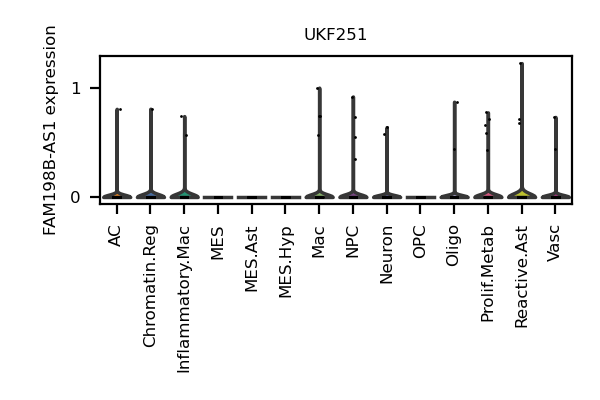 UKF251
FAM198B-AS1 expression
1
0
AC
Chromatin.Reg
Inflammatory.Mac
MES
MES.Ast
MES.Hyp
Mac
NPC
Neuron
OPC
Oligo
Prolif.Metab
Reactive.Ast
Vasc